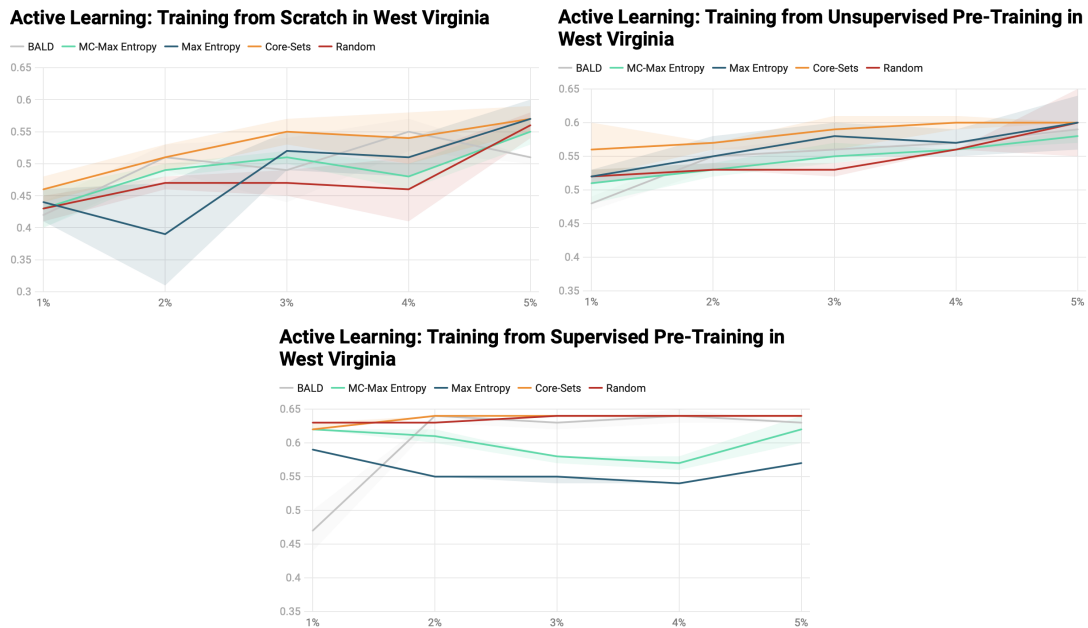 Active Learning: Training from Scratch in West Virginia
BALD MC-Max Entropy Max Entropy Core-Sets Random
0.65
0.6
0.55
0.5
0.45
0.4
0.35
0.3
1% 2% 3% 4% 5%
Active Learning: Training from Unsupervised Pre-Training in
West Virginia
BALD MC-Max Entropy Max Entropy Core-Sets Random
0.65
0.6
0.55
0.5
0.45
0.4
0.35
1% 2% 3% 4% 5%
Active Learning: Training from Supervised Pre-Training in
West Virginia
BALD MC-Max Entropy Max Entropy Core-Sets Random
0.65
0.6
0.55
0.5
0.45
0.4
0.35
1% 2% 3% 4% 5%